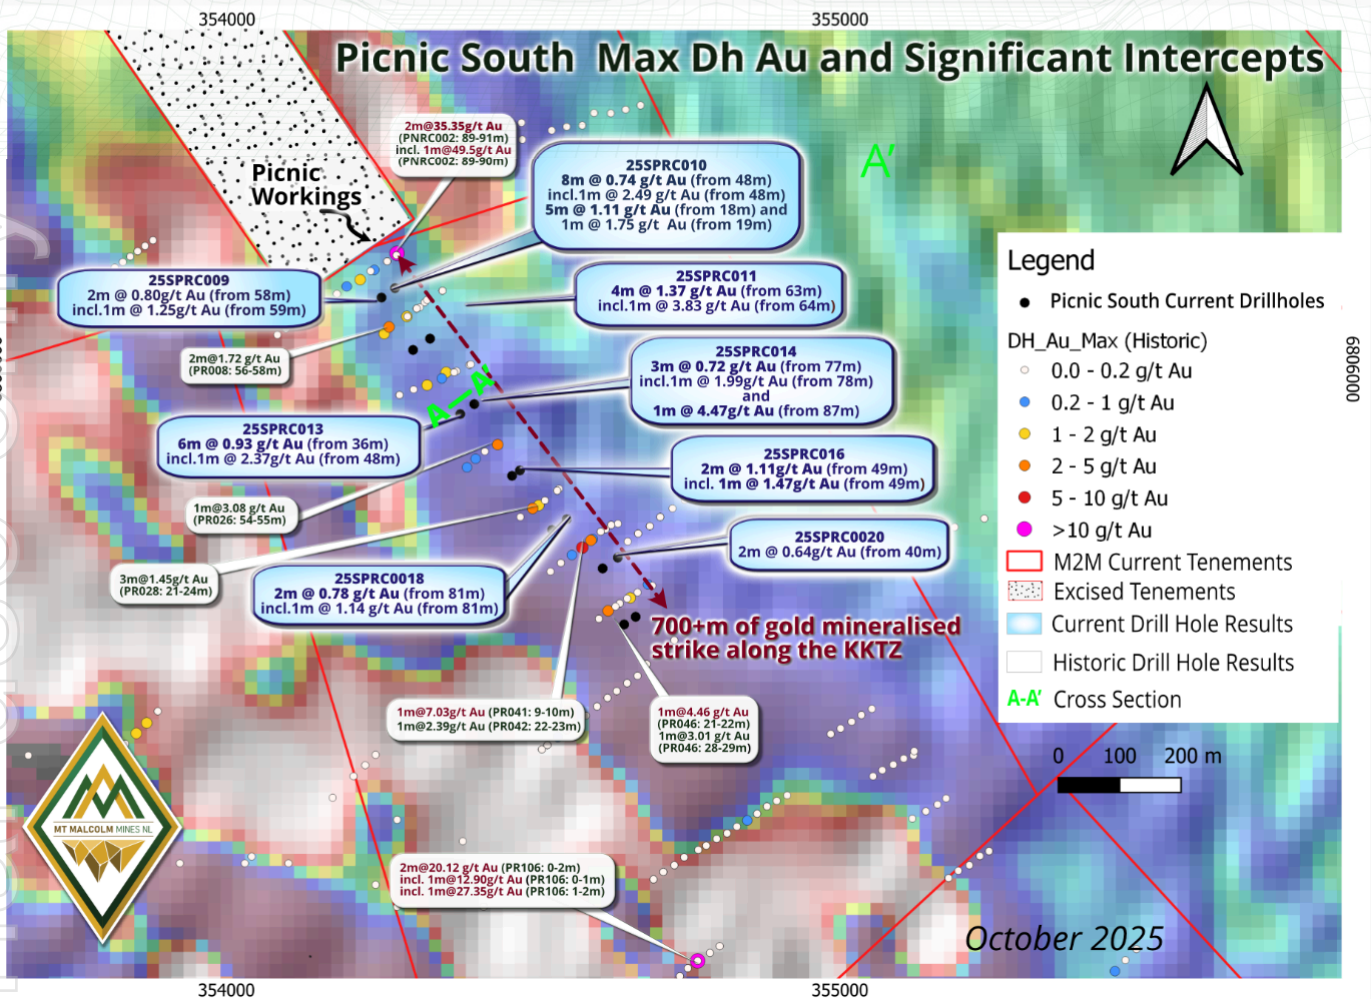 354000
355000
Picnic South Max Dh Au and Significant Intercepts
2m@35.35g/t Au
(PNRC002: 89-91m)
incl. 1m@49.5g/t Au
(PNRC002: 89-90m)
A'
Picnic
Workings
25SPRC010
8m @ 0.74 g/t Au (from 48m)
incl.1m @ 2.49 g/t Au (from 48m)
5m @ 1.11 g/t Au (from 18m) and
1m @ 1.75 g/t Au (from 19m)
25SPRC009
2m @ 0.80g/t Au (from 58m)
incl.1m @ 1.25g/t Au (from 59m)
25SPRC011
4m @ 1.37 g/t Au (from 63m)
incl.1m @ 3.83 g/t Au (from 64m)
2m@1.72 g/t Au
(PR008: 56-58m)
25SPRC014
3m @ 0.72 g/t Au (from 77m)
incl.1m @ 1.99g/t Au (from 78m)
and
1m @ 4.47g/t Au (from 87m)
A-A'
25SPRC013
6m @ 0.93 g/t Au (from 36m)
incl.1m @ 2.37g/t Au (from 48m)
25SPRC016
2m @ 1.11g/t Au (from 49m)
incl. 1m @ 1.47g/t Au (from 49m)
1m@3.08 g/t Au
(PR026: 54-55m)
25SPRC0020
2m @ 0.64g/t Au (from 40m)
3m@1.45g/t Au
(PR028: 21-24m)
25SPRC0018
2m @ 0.78 g/t Au (from 81m)
incl.1m @ 1.14 g/t Au (from 81m)
700+m of gold mineralised
strike along the KKTZ
1m@7.03g/t Au (PR041: 9-10m)
1m@2.39g/t Au (PR042: 22-23m)
1m@4.46 g/t Au
(PR046: 21-22m)
1m@3.01 g/t Au
(PR046: 28-29m)
2m@20.12 g/t Au (PR106: 0-2m)
incl. 1m@12.90g/t Au (PR106: 0-1m)
incl. 1m@27.35g/t Au (PR106: 1-2m)
MT MALCOLM MINES NL
Legend
Picnic South Current Drillholes
DH_Au_Max (Historic)
0.0 - 0.2 g/t Au
0.2 - 1 g/t Au
1 - 2 g/t Au
2 - 5 g/t Au
5 - 10 g/t Au
>10 g/t Au
M2M Current Tenements
Excised Tenements
Current Drill Hole Results
Historic Drill Hole Results
A-A' Cross Section
6809000
0 100 200 m
October 2025
354000
355000